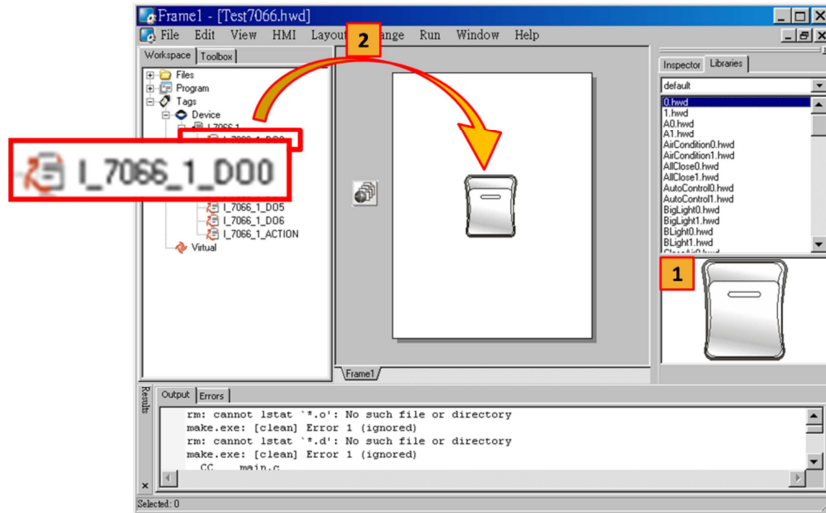 Frame1 - [Test7066.hwd]
File Edit View HMI Layout Arrange Run Window Help
2
Workspace Toolbox
Files
Program
Tags
Device
I_7066_1
I_7066_1_DO0
I_7066_1_DO5
I_7066_1_DO6
I_7066_1_ACTION
Virtual
Frame1
Inspector Libraries
default
0.hwd
1.hwd
A0.hwd
A1.hwd
AirCondition0.hwd
AirCondition1.hwd
AllClose0.hwd
AllClose1.hwd
AutoControl0.hwd
AutoControl1.hwd
BigLight0.hwd
BigLight1.hwd
BLight0.hwd
BLight1.hwd
1
Results
Output Errors
rm: cannot lstat `*.o': No such file or directory
make.exe: [clean] Error 1 (ignored)
rm: cannot lstat `*.d': No such file or directory
make.exe: [clean] Error 1 (ignored)
CC main.c
Selected: 0